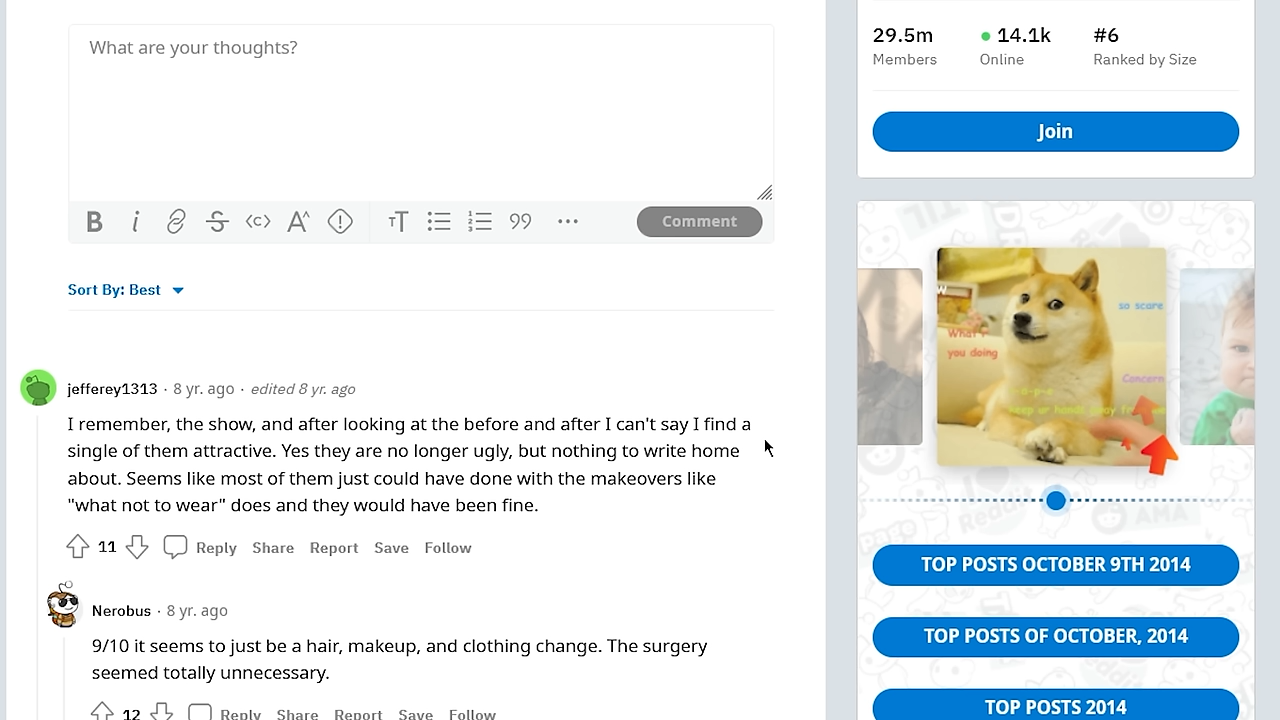 What are your thoughts?
Comment
Sort By: Best
jefferey1313 · 8 yr. ago · edited 8 yr. ago
I remember, the show, and after looking at the before and after I can't say I find a
single of them attractive. Yes they are no longer ugly, but nothing to write home
about. Seems like most of them just could have done with the makeovers like
"what not to wear" does and they would have been fine.
11 Reply Share Report Save Follow
Nerobus · 8 yr. ago
9/10 it seems to just be a hair, makeup, and clothing change. The surgery
seemed totally unnecessary.
12 Reply Share Report Save Follow
29.5m 14.1k #6
Members Online Ranked by Size
Join
so scare
What r
you doing
Concern
TOP POSTS OCTOBER 9TH 2014
TOP POSTS OF OCTOBER, 2014
TOP POSTS 2014